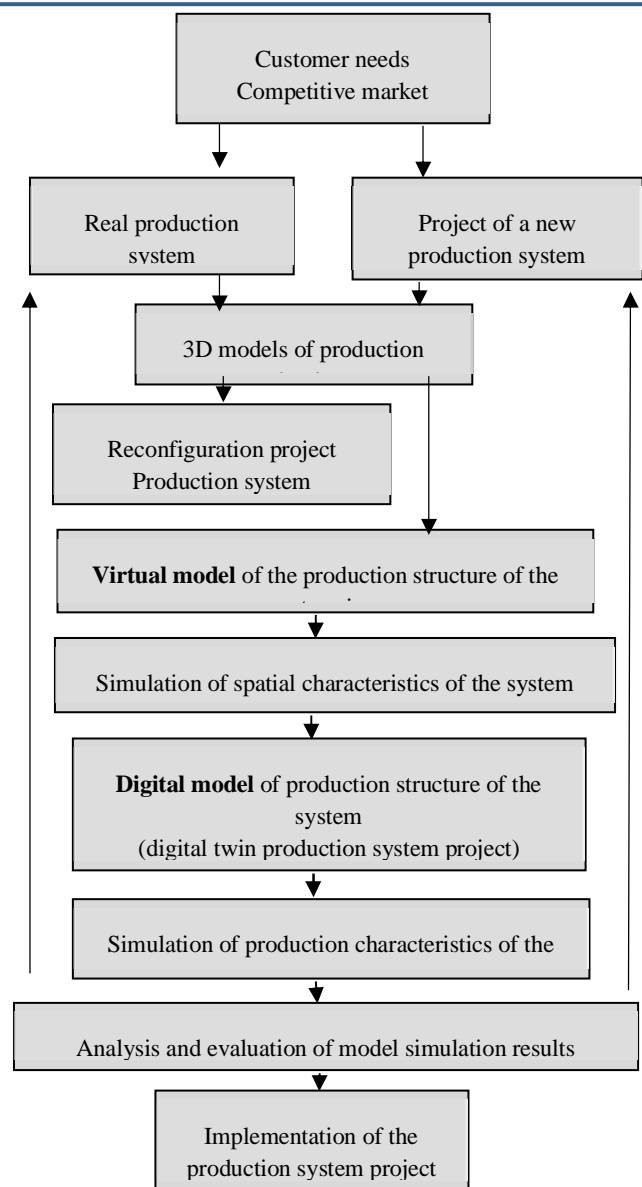 Customer needs
Competitive market
Real production
system
Project of a new
production system
3D models of production
Reconfiguration project
Production system
Virtual model of the production structure of the
Simulation of spatial characteristics of the system
Digital model of production structure of the
system
(digital twin production system project)
Simulation of production characteristics of the
Analysis and evaluation of model simulation results
Implementation of the
production system project